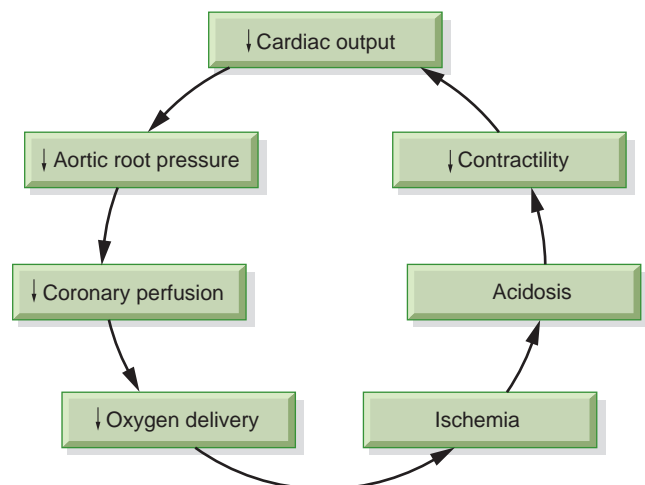 ↓ Cardiac output
↓ Aortic root pressure
↓ Coronary perfusion
↓ Oxygen delivery
Ischemia
Acidosis
↓ Contractility